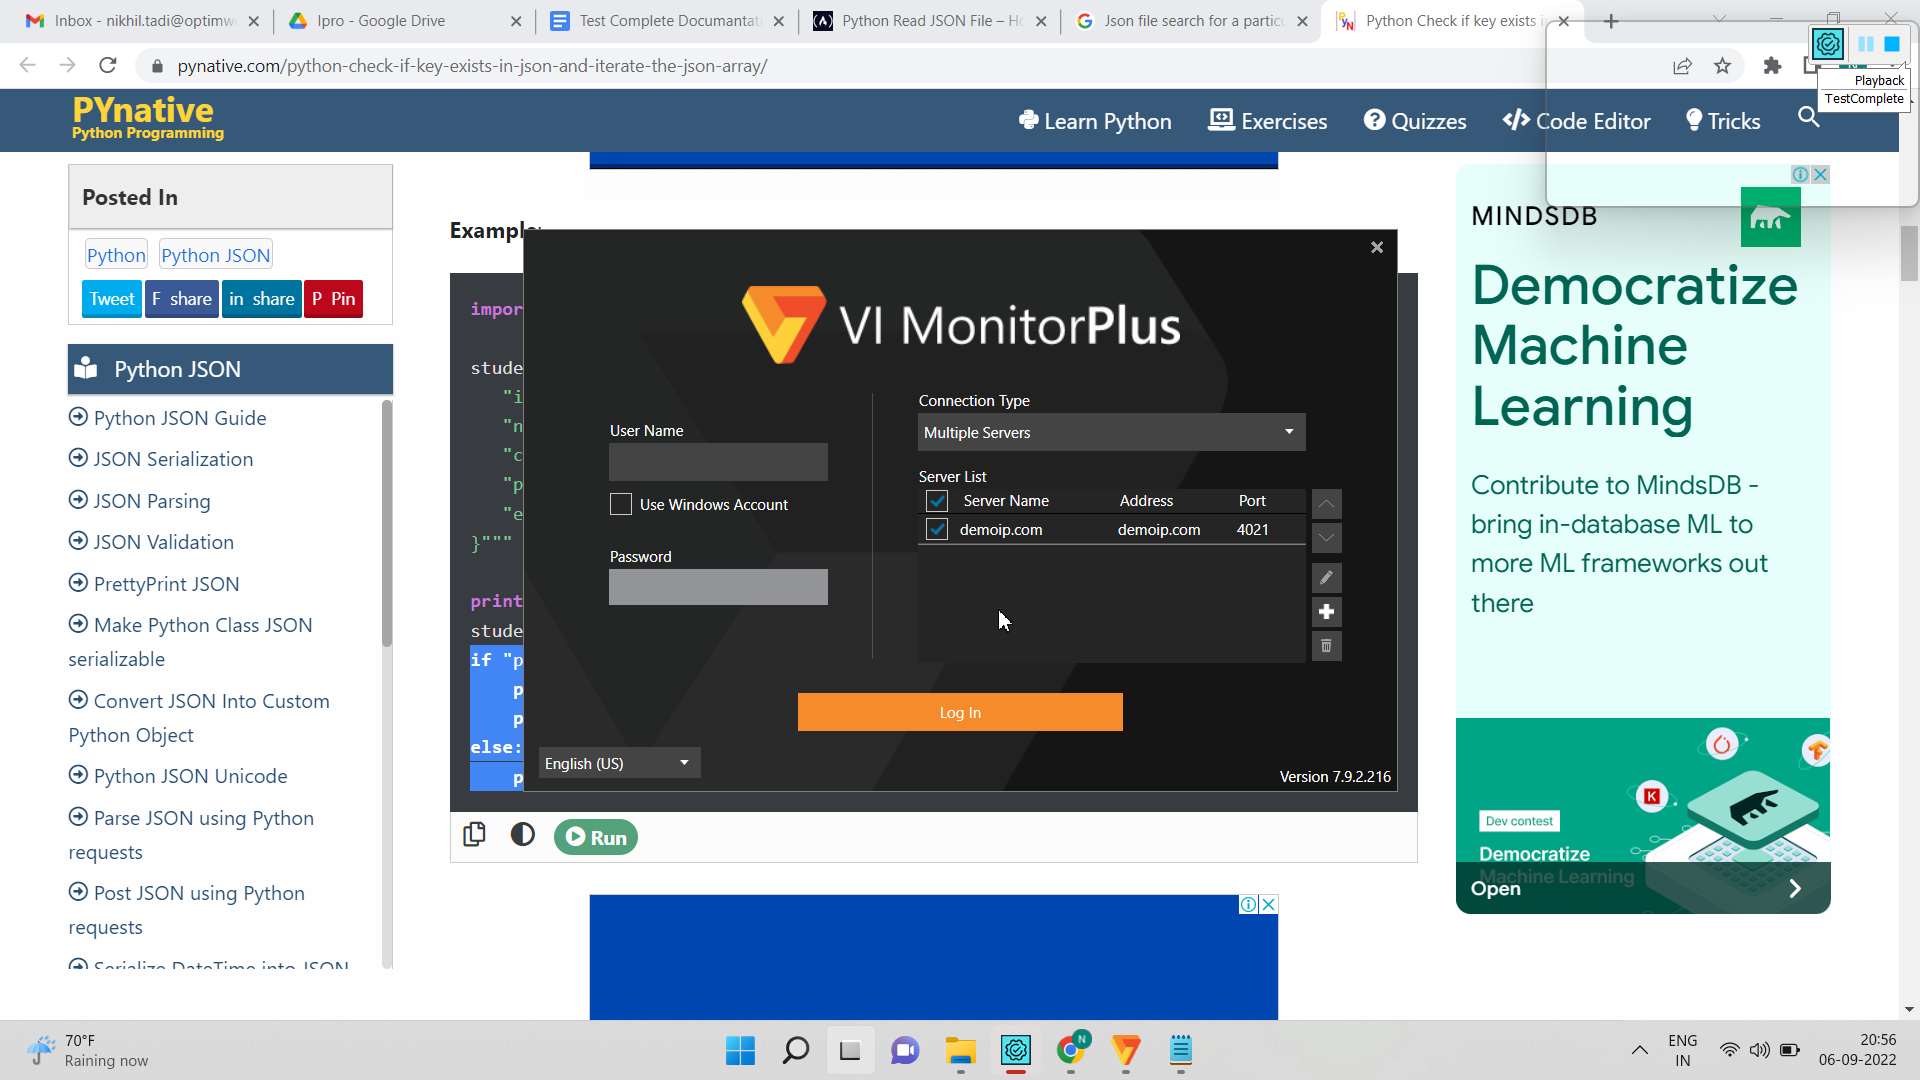 Inbox - nikhil.tadi@optimw
Ipro - Google Drive
Test Complete Documantati
Python Read JSON File – Ho
Json file search for a particu
Python Check if key exists i
pynative.com/python-check-if-key-exists-in-json-and-iterate-the-json-array/
Playback
TestComplete
PYnative
Python Programming
Learn Python
Exercises
Quizzes
Code Editor
Tricks
Posted In
Python
Python JSON
Tweet
F share
in share
P Pin
Python JSON
Python JSON Guide
JSON Serialization
JSON Parsing
JSON Validation
PrettyPrint JSON
Make Python Class JSON
serializable
Convert JSON Into Custom
Python Object
Python JSON Unicode
Parse JSON using Python
requests
Post JSON using Python
requests
Serialize DateTime into JSON
Example:
impor
stude
"i
"n
"c
"p
"e
}"""
print
stude
if "p
p
p
else:
p
Run
VI MonitorPlus
User Name
Use Windows Account
Password
Connection Type
Multiple Servers
Server List
Server Name Address Port
demoip.com demoip.com 4021
Log In
English (US)
Version 7.9.2.216
MINDSDB
Democratize
Machine
Learning
Contribute to MindsDB -
bring in-database ML to
more ML frameworks out
there
Dev contest
Democratize
Machine Learning
Open
70°F
Raining now
N
ENG
IN
20:56
06-09-2022